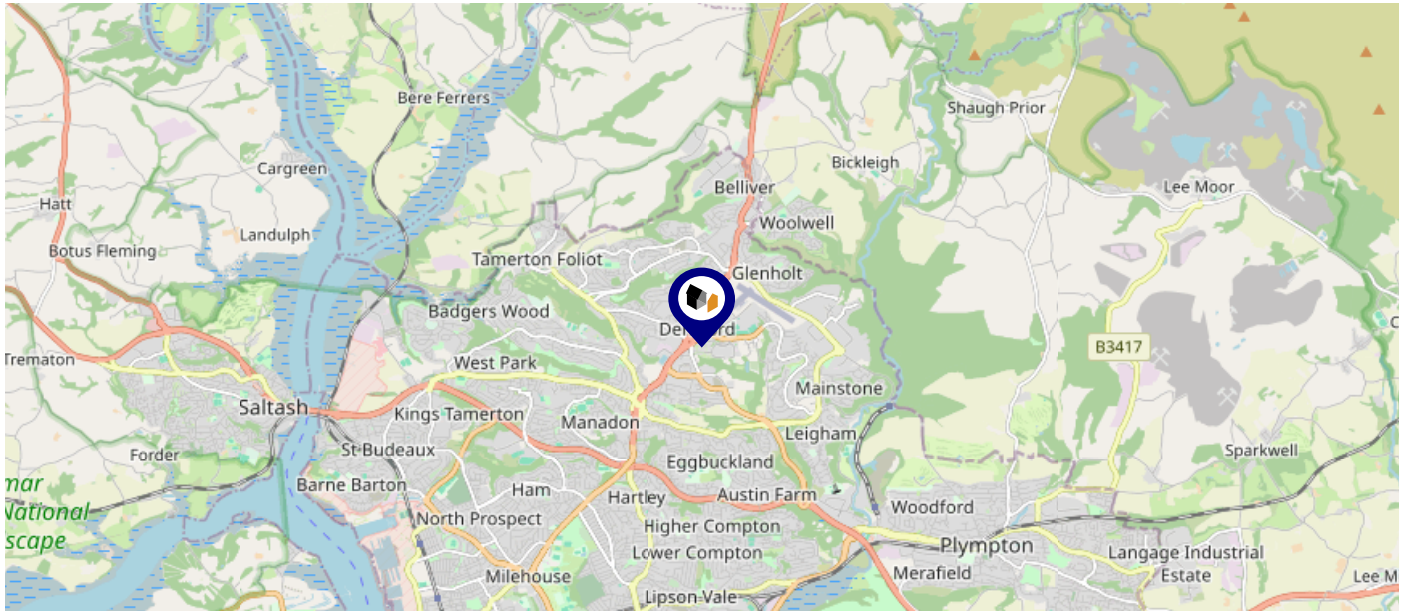 Bere Ferrers
Shaugh Prior
Cargreen
Bickleigh
Belliver
Lee Moor
Hatt
Woolwell
Landulph
Botus Fleming
Tamerton Foliot
Glenholt
Badgers Wood
B3417
Trematon
West Park
Mainstone
Saltash
Kings Tamerton
Manadon
Leigham
St Budeaux
Forder
Eggbuckland
Sparkwell
Barne Barton
Ham
Hartley
Austin Farm
mar
National
scape
Woodford
North Prospect
Higher Compton
Plympton
Lower Compton
Langage Industrial
Estate
Milehouse
Merafield
Lee M
Lipson Vale